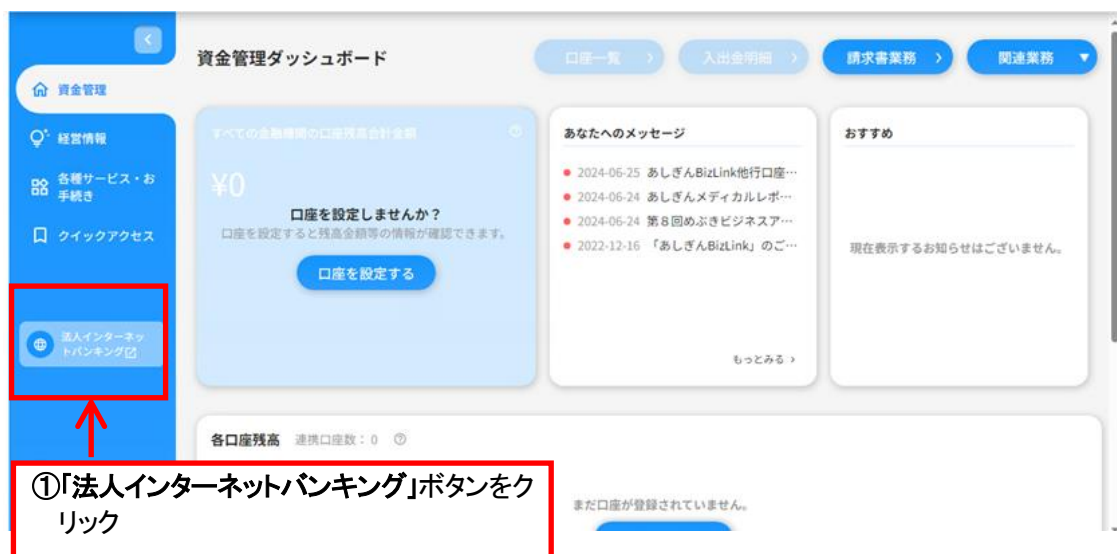 資金管理ダッシュボード
口座一覧
入出金明細
請求書業務
関連業務
資金管理
経営情報
各種サービス・お
手続き
クイックアクセス
法人インターネッ
トバンキング
すべての金融機関の口座残高合計金額
¥0
口座を設定しませんか？
口座を設定すると残高金額等の情報が確認できます。
口座を設定する
あなたへのメッセージ
2024-06-25 あしぎんBizLink他行口座…
2024-06-24 あしぎんメディカルレポ…
2024-06-24 第８回めぶきビジネスア…
2022-12-16 「あしぎんBizLink」のご…
もっとみる
おすすめ
現在表示するお知らせはございません。
各口座残高 連携口座数：0
まだ口座が登録されていません。
①「法人インターネットバンキング」ボタンをク
リック